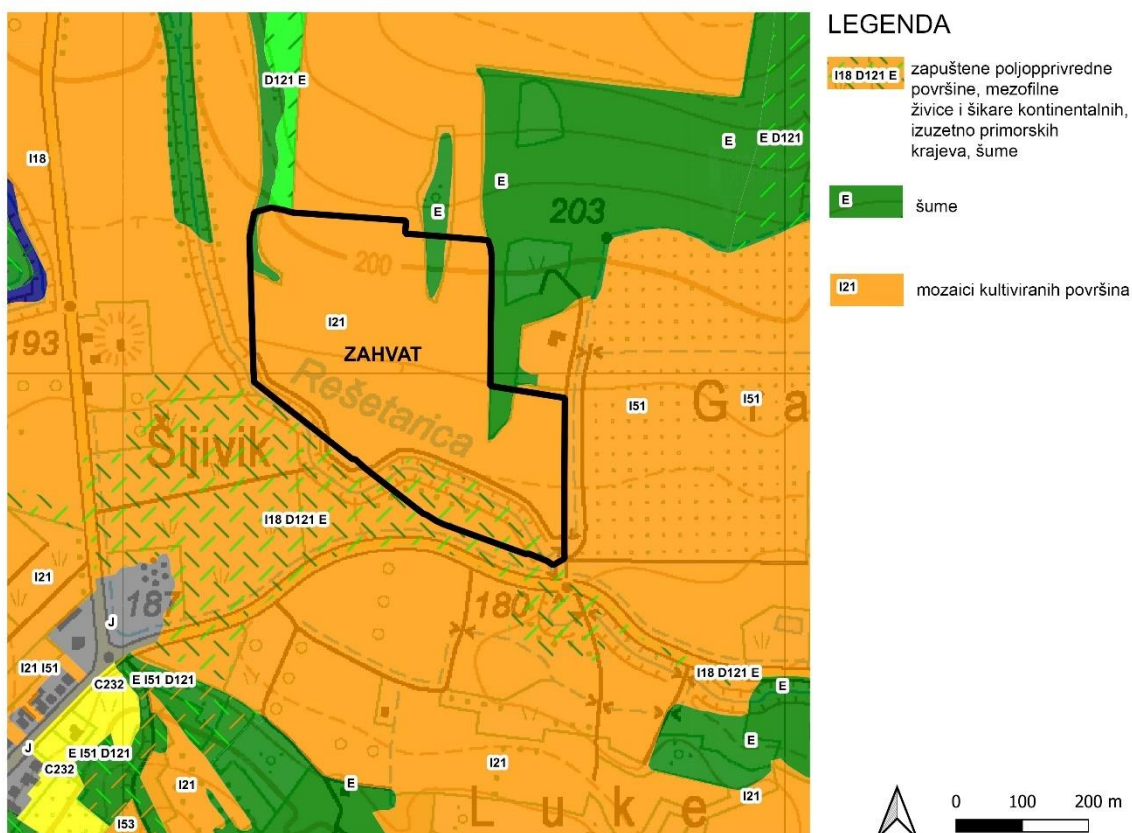 LEGENDA
I18 D121 E
zapuštene poljopprivredne
površine, mezofilne
živice i šikare kontinentalnih,
izuzetno primorskih
krajeva, šume
E
šume
I21
mozaici kultiviranih površina
D121 E
E
E D121
I18
E
E
203
200
I21
193
ZAHVAT
Rešetarica
I51
I51
G r a
Šljivik
I18 D121 E
I21
187
180
J
I21 I51
E I51 D121
C232
I18 D121 E
E
J
E I51 D121
E
C232
I21
I21
E
I21
I53
L u k e
0 100 200 m